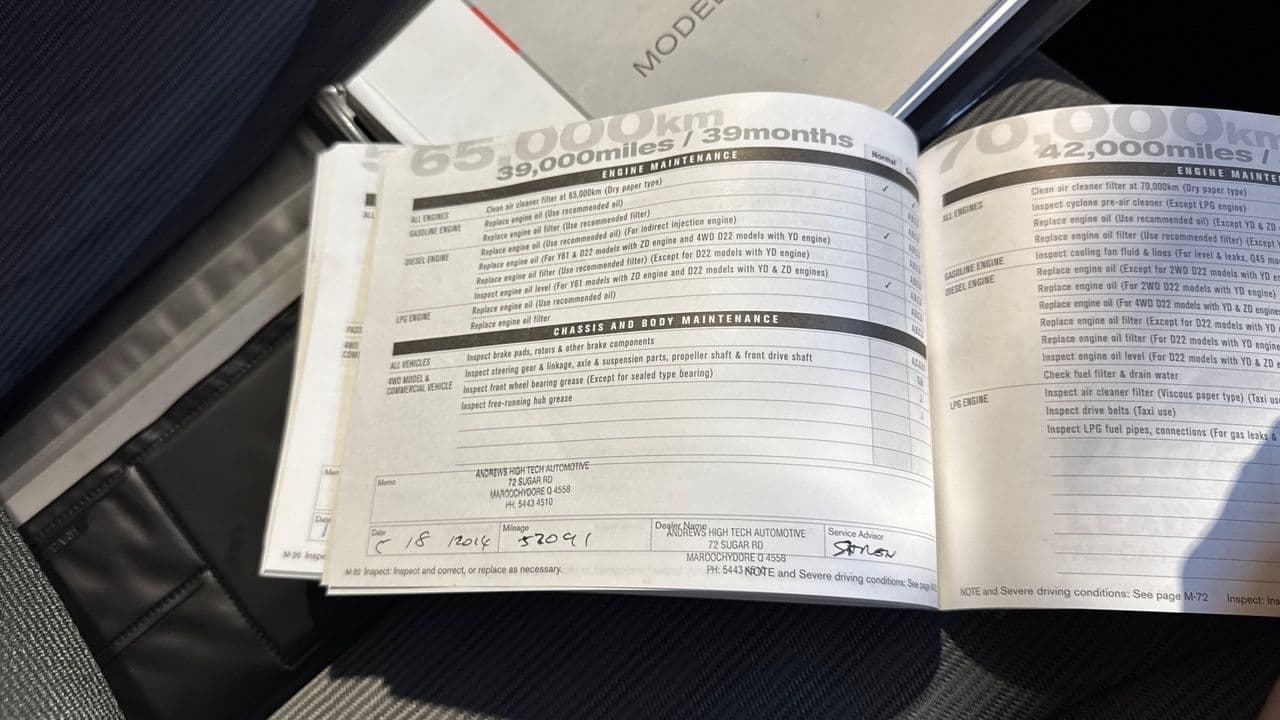 MODEL
65,000km
39,000miles / 39months
ENGINE MAINTENANCE
Normal
ALL ENGINES Clean air cleaner filter at 65,000km (Dry paper type) ✓
GASOLINE ENGINE Replace engine oil (Use recommended oil)
Replace engine oil filter (Use recommended filter)
DIESEL ENGINE Replace engine oil (Use recommended oil) (For indirect injection engine)
Replace engine oil (For Y61 & D22 models with ZD engine and 4WD D22 models with YD engine)
Replace engine oil filter (Use recommended filter) (Except for D22 models with YD engine)
Inspect engine oil level (For Y61 models with ZD engine and D22 models with YD & ZD engines)
LPG ENGINE Replace engine oil (Use recommended oil)
Replace engine oil filter
CHASSIS AND BODY MAINTENANCE
ALL VEHICLES Inspect brake pads, rotors & other brake components
4WD MODEL & COMMERCIAL VEHICLE Inspect steering gear & linkage, axle & suspension parts, propeller shaft & front drive shaft
Inspect front wheel bearing grease (Except for sealed type bearing)
Inspect free-running hub grease
Memo
ANDREWS HIGH TECH AUTOMOTIVE
72 SUGAR RD
MAROOCHYDORE Q 4558
PH: 5443 4510
Date
18 12014
Mileage
57091
Dealer Name
ANDREWS HIGH TECH AUTOMOTIVE
72 SUGAR RD
MAROOCHYDORE Q 4558
PH: 5443
Service Advisor
M-32 Inspect: Inspect and correct, or replace as necessary.
NOTE and Severe driving conditions: See page
M-26 Inspe
70,000km
42,000miles /
ENGINE MAINTEN
ALL ENGINES Clean air cleaner filter at 70,000km (Dry paper type)
Inspect cyclone pre-air cleaner (Except LPG engine)
Replace engine oil (Use recommended oil) (Except YD & ZD
Replace engine oil filter (Use recommended filter) (Except
GASOLINE ENGINE Inspect cooling fan fluid & lines (For level & leaks, Q45 mo
DIESEL ENGINE Replace engine oil (Except for 2WD D22 models with YD en
Replace engine oil (For 2WD D22 models with YD engine)
Replace engine oil (For 4WD D22 models with YD & ZD engine
Replace engine oil filter (Except for D22 models with YD
Replace engine oil filter (For D22 models with YD engine
Inspect engine oil level (For D22 models with YD & ZD e
Check fuel filter & drain water
LPG ENGINE Inspect air cleaner filter (Viscous paper type) (Taxi us
Inspect drive belts (Taxi use)
Inspect LPG fuel pipes, connections (For gas leaks &
NOTE and Severe driving conditions: See page M-72 Inspect: Ins